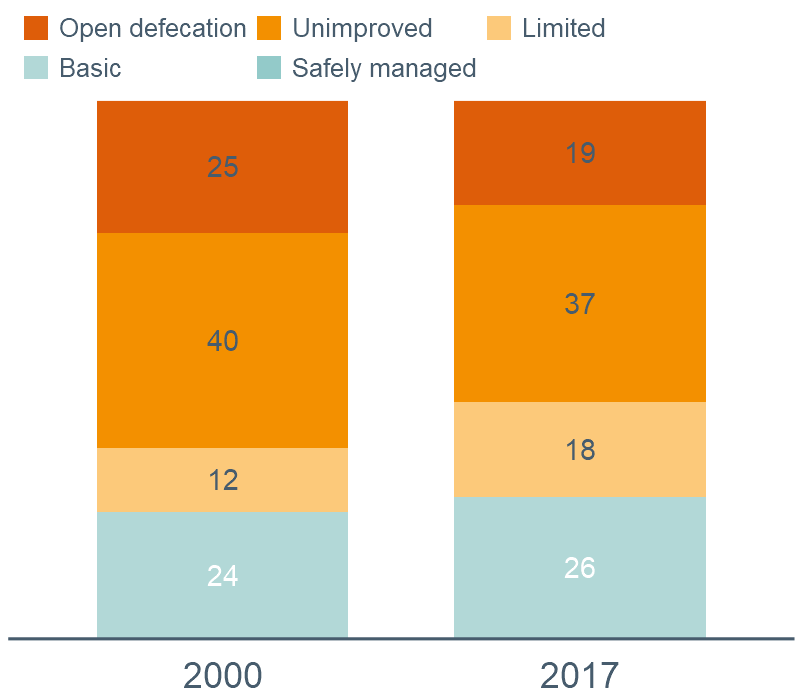 Open defecation Unimproved Limited
Basic Safely managed
25 19
40 37
12 18
24 26
2000 2017